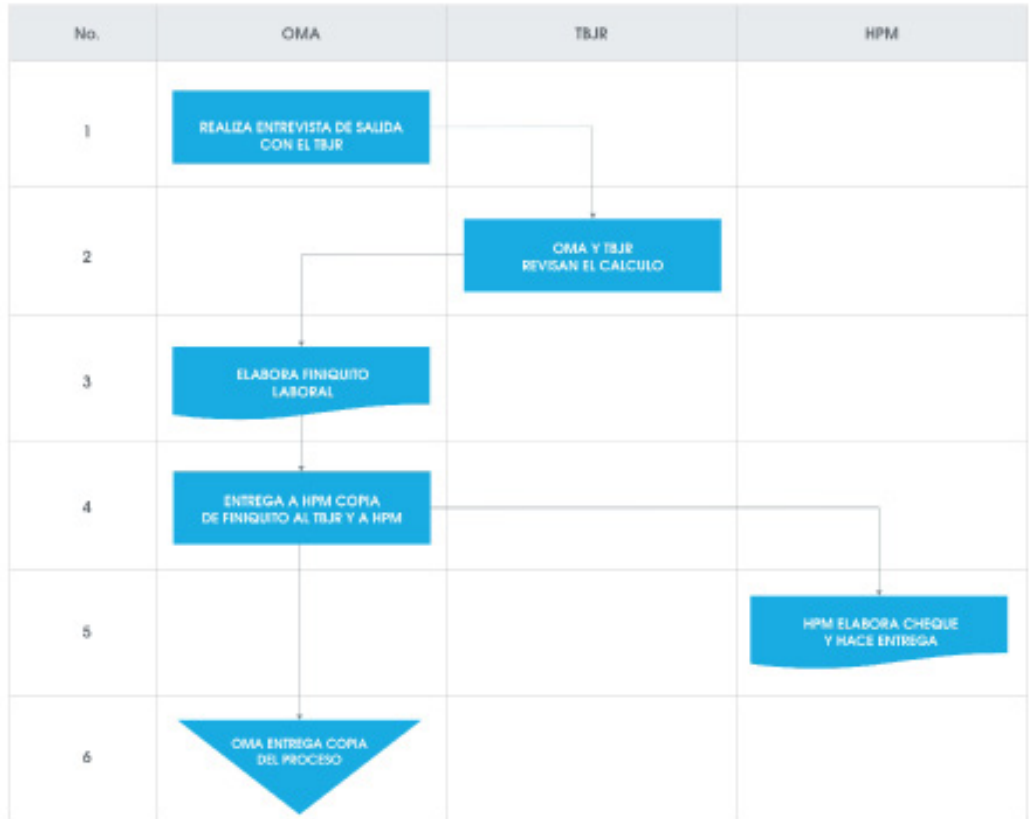 No.
OMA
TBJR
HPM
1
REALIZA ENTREVISTA DE SALIDA
CON EL TBJR
2
OMA Y TBJR
REVISAN EL CALCULO
3
ELABORA FINIQUITO
LABORAL
4
ENTREGA A HPM COPIA
DE FINIQUITO AL TBJR Y A HPM
5
HPM ELABORA CHEQUE
Y HACE ENTREGA
6
OMA ENTREGA COPIA
DEL PROCESO